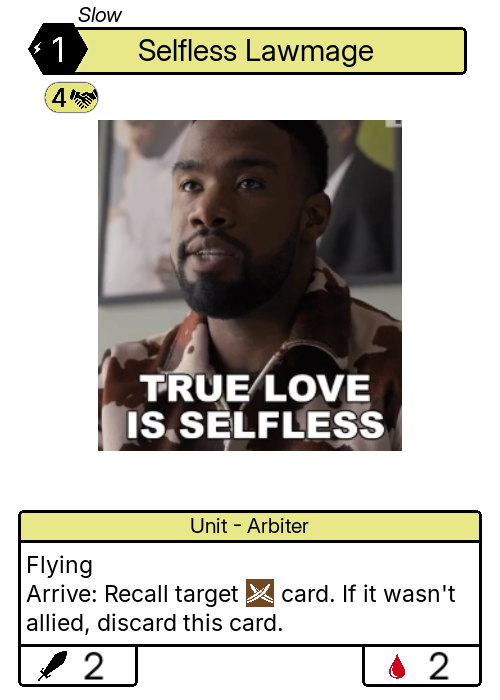 Slow
1
Selfless Lawmage
4
TRUE LOVE
IS SELFLESS
Unit - Arbiter
Flying
Arrive: Recall target card. If it wasn't
allied, discard this card.
2
2